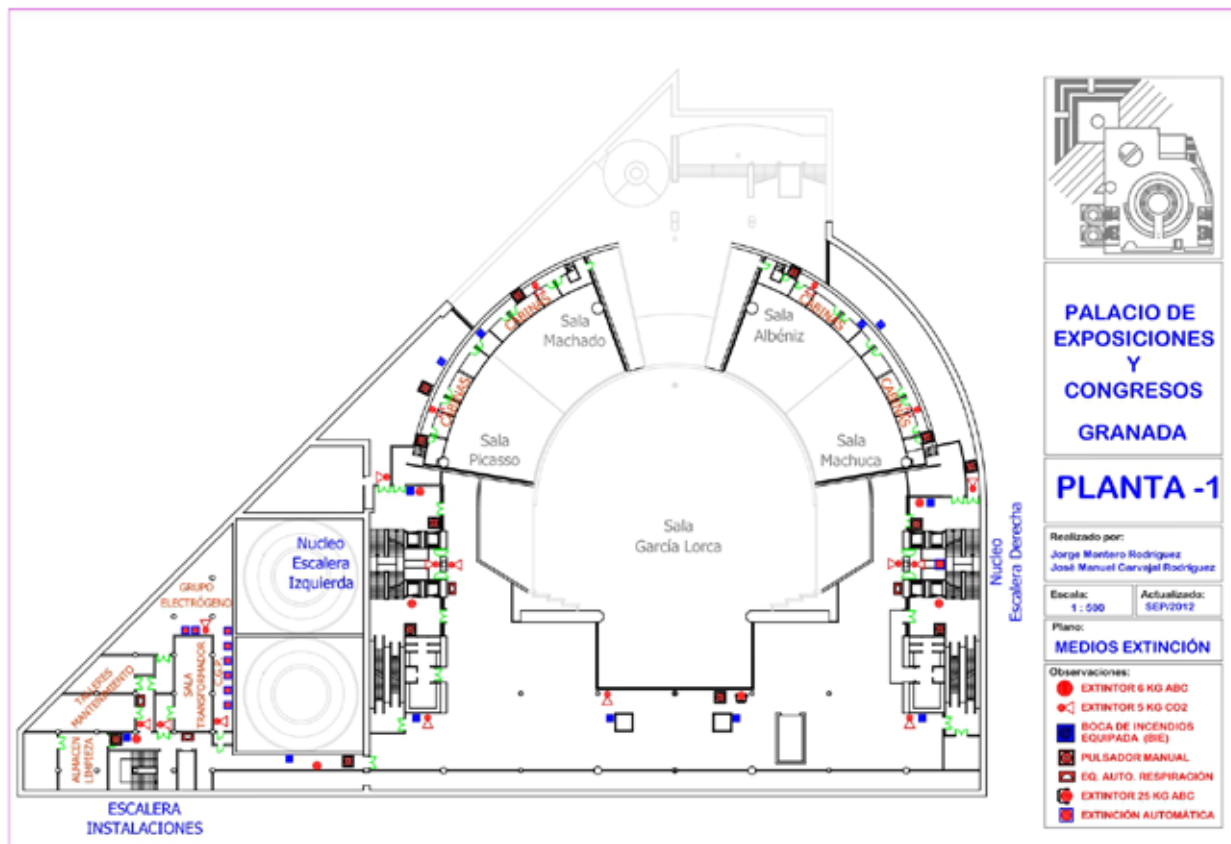 CABINAS
CABINAS
Sala
Machado
Sala
Albéniz
CABINAS
CABINAS
Sala
Picasso
Sala
Machuca
Sala
García Lorca
Nucleo
Escalera
Izquierda
Nucleo
Escalera Derecha
GRUPO
ELECTRÓGENO
TALLERES
MANTENIMIENTO
SALA
TRANSFORMADOR
C.G.P.
ALMACEN
LIMPIEZA
ESCALERA
INSTALACIONES
PALACIO DE
EXPOSICIONES
Y
CONGRESOS
GRANADA
PLANTA -1
Realizado por:
Jorge Montero Rodríguez
José Manuel Carvajal Rodríguez
Escala:
1 : 500
Actualizado:
SEP/2012
Plano:
MEDIOS EXTINCIÓN
Observaciones:
EXTINTOR 6 KG ABC
EXTINTOR 5 KG CO2
BOCA DE INCENDIOS
EQUIPADA (BIE)
PULSADOR MANUAL
EQ. AUTO. RESPIRACIÓN
EXTINTOR 25 KG ABC
EXTINCIÓN AUTOMÁTICA